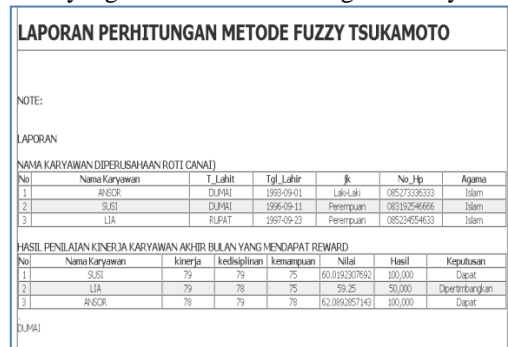 LAPORAN PERHITUNGAN METODE FUZZY TSUKAMOTO
NOTE:
LAPORAN
NAMA KARYAWAN DIPERUSAHAAN ROTI CANAI)
No Nama Karyawan T_Lahit Tgl_Lahir jk No_Hp Agama
1 ANSOR DUMAI 1993-09-01 Laki-Laki 085273336333 Islam
2 SUSI DUMAI 1996-09-11 Perempuan 083192546666 Islam
3 LIA RUPAT 1997-09-23 Perempuan 085234554633 Islam
HASIL PENILAIAN KINERJA KARYAWAN AKHIR BULAN YANG MENDAPAT REWARD
No Nama Karyawan kinerja kedisiplinan kemampuan Nilai Hasil Keputusan
1 SUSI 79 79 75 60.0192307692 100,000 Dapat
2 LIA 79 78 75 59.25 50,000 Dipertimbangkan
3 ANSOR 78 79 78 62.0892857143 100,000 Dapat
DUMAI